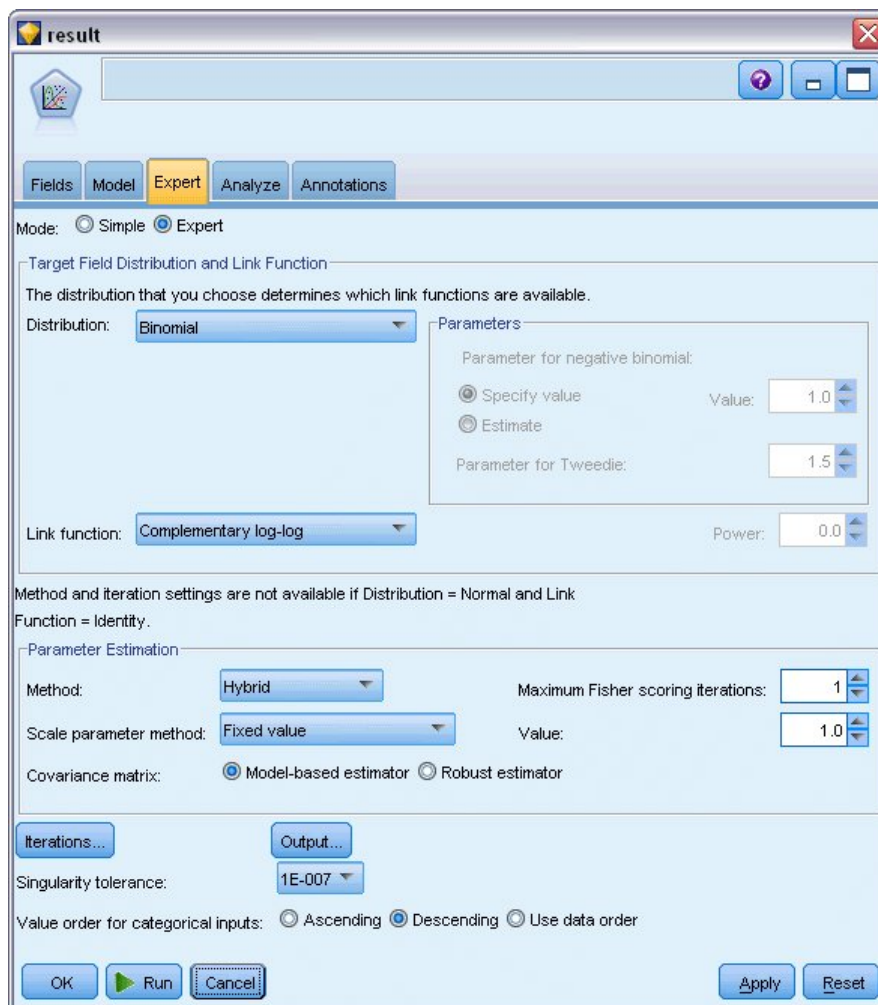 result
Fields Model Expert Analyze Annotations
Mode: Simple Expert
Target Field Distribution and Link Function
The distribution that you choose determines which link functions are available.
Distribution: Binomial
Parameters
Parameter for negative binomial:
Specify value Value: 1.0
Estimate
Parameter for Tweedie: 1.5
Link function: Complementary log-log Power: 0.0
Method and iteration settings are not available if Distribution = Normal and Link
Function = Identity.
Parameter Estimation
Method: Hybrid Maximum Fisher scoring iterations: 1
Scale parameter method: Fixed value Value: 1.0
Covariance matrix: Model-based estimator Robust estimator
Iterations... Output...
Singularity tolerance: 1E-007
Value order for categorical inputs: Ascending Descending Use data order
OK Run Cancel Apply Reset